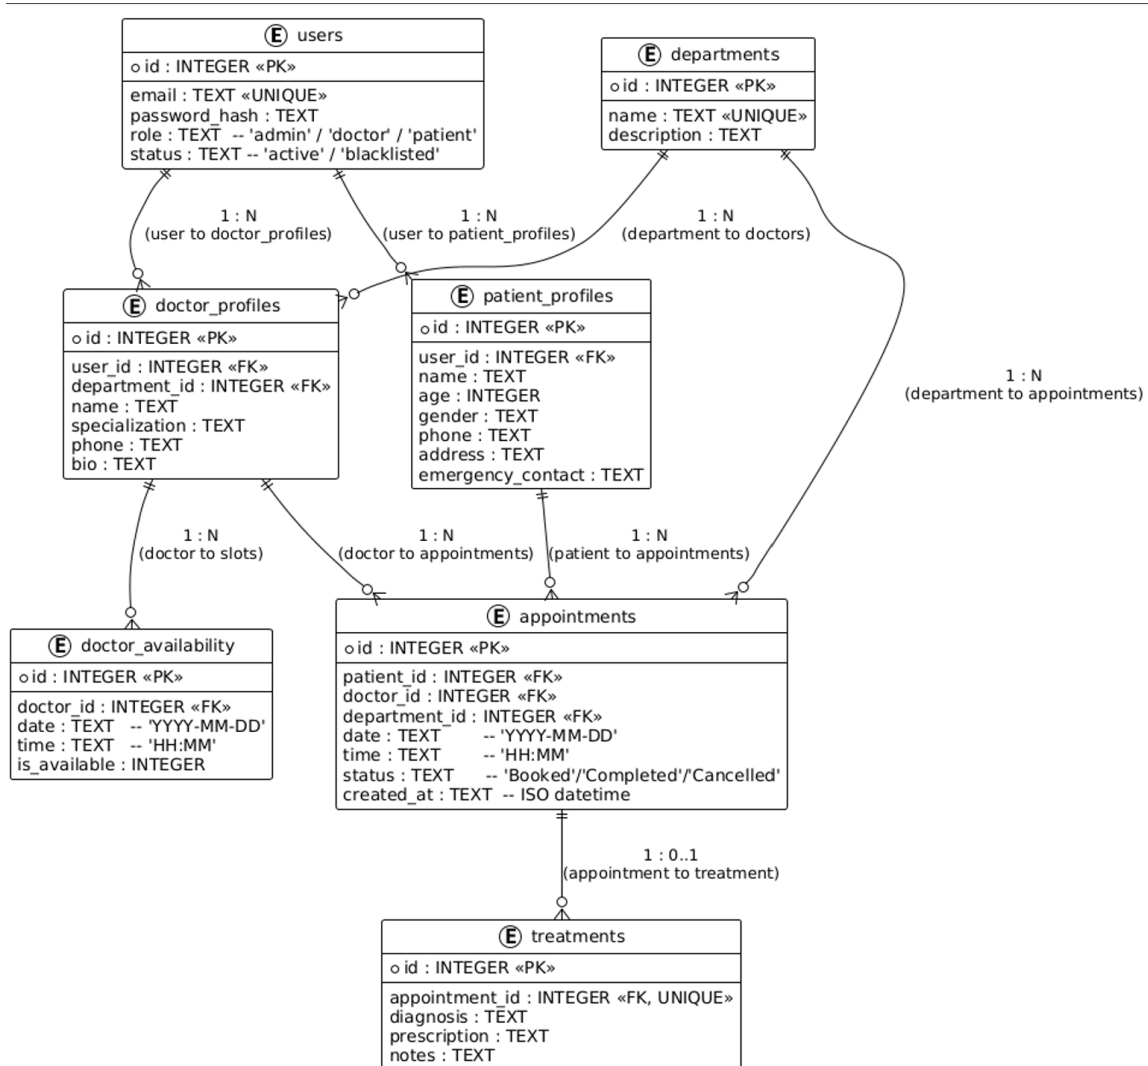 E users
id : INTEGER «PK»
email : TEXT «UNIQUE»
password_hash : TEXT
role : TEXT -- 'admin' / 'doctor' / 'patient'
status : TEXT -- 'active' / 'blacklisted'
E departments
id : INTEGER «PK»
name : TEXT «UNIQUE»
description : TEXT
1 : N
(user to doctor_profiles)
1 : N
(user to patient_profiles)
1 : N
(department to doctors)
E doctor_profiles
id : INTEGER «PK»
user_id : INTEGER «FK»
department_id : INTEGER «FK»
name : TEXT
specialization : TEXT
phone : TEXT
bio : TEXT
E patient_profiles
id : INTEGER «PK»
user_id : INTEGER «FK»
name : TEXT
age : INTEGER
gender : TEXT
phone : TEXT
address : TEXT
emergency_contact : TEXT
1 : N
(department to appointments)
1 : N
(doctor to slots)
1 : N
(doctor to appointments)
1 : N
(patient to appointments)
E doctor_availability
id : INTEGER «PK»
doctor_id : INTEGER «FK»
date : TEXT -- 'YYYY-MM-DD'
time : TEXT -- 'HH:MM'
is_available : INTEGER
E appointments
id : INTEGER «PK»
patient_id : INTEGER «FK»
doctor_id : INTEGER «FK»
department_id : INTEGER «FK»
date : TEXT -- 'YYYY-MM-DD'
time : TEXT -- 'HH:MM'
status : TEXT -- 'Booked'/'Completed'/'Cancelled'
created_at : TEXT -- ISO datetime
1 : 0..1
(appointment to treatment)
E treatments
id : INTEGER «PK»
appointment_id : INTEGER «FK, UNIQUE»
diagnosis : TEXT
prescription : TEXT
notes : TEXT